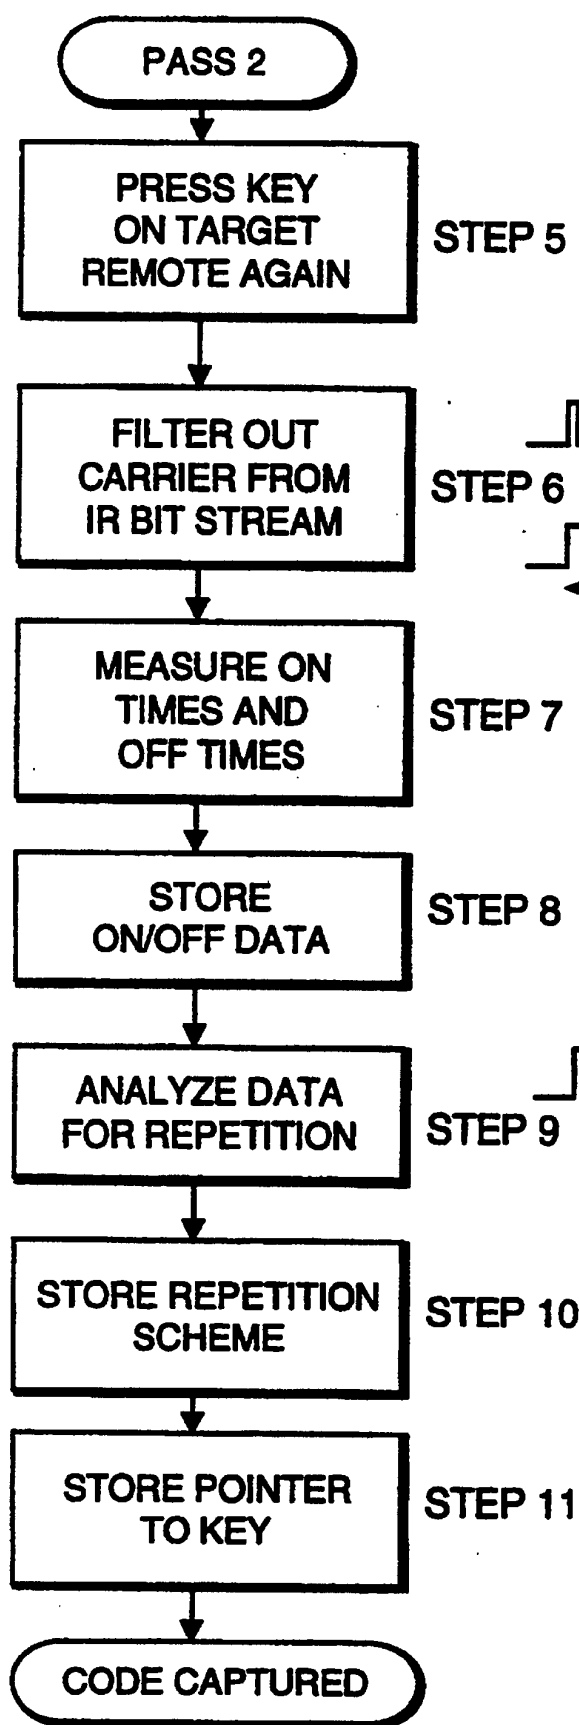 PASS 2
PRESS KEY
ON TARGET
REMOTE AGAIN
STEP 5
FILTER OUT
CARRIER FROM
IR BIT STREAM
STEP 6
MEASURE ON
TIMES AND
OFF TIMES
STEP 7
STORE
ON/OFF DATA
STEP 8
ANALYZE DATA
FOR REPETITION
STEP 9
STORE REPETITION
SCHEME
STEP 10
STORE POINTER
TO KEY
STEP 11
CODE CAPTURED